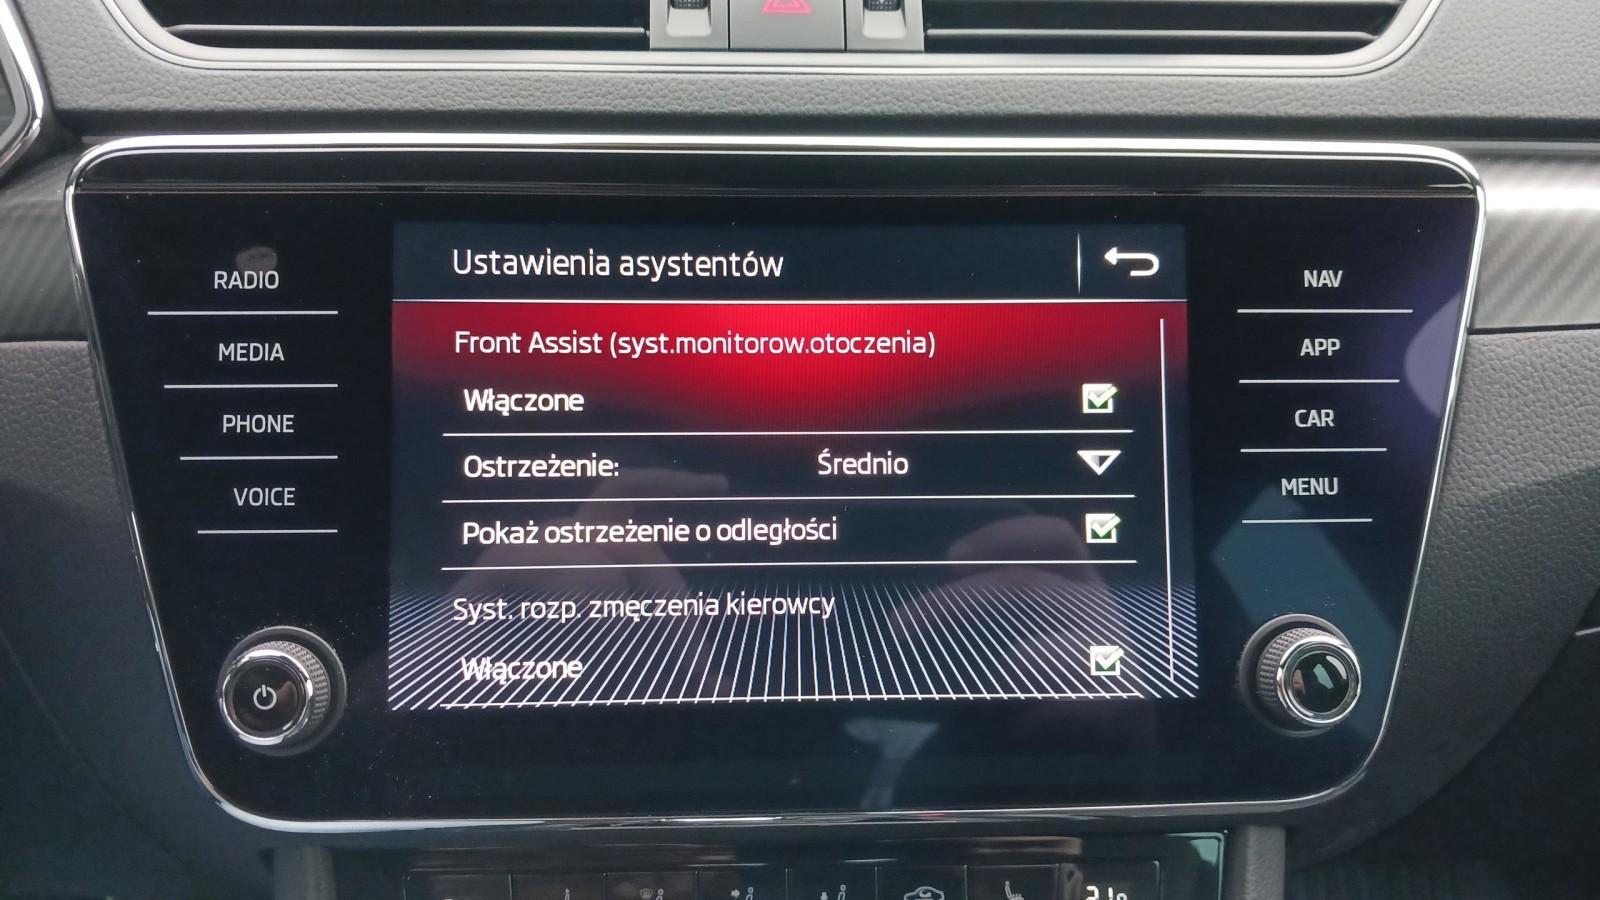 Ustawienia asystentów
RADIO
NAV
Front Assist (syst.monitorow.otoczenia)
MEDIA
APP
Włączone
PHONE
CAR
Ostrzeżenie: Średnio
VOICE
MENU
Pokaż ostrzeżenie o odległości
Syst. rozp. zmęczenia kierowcy
Włączone